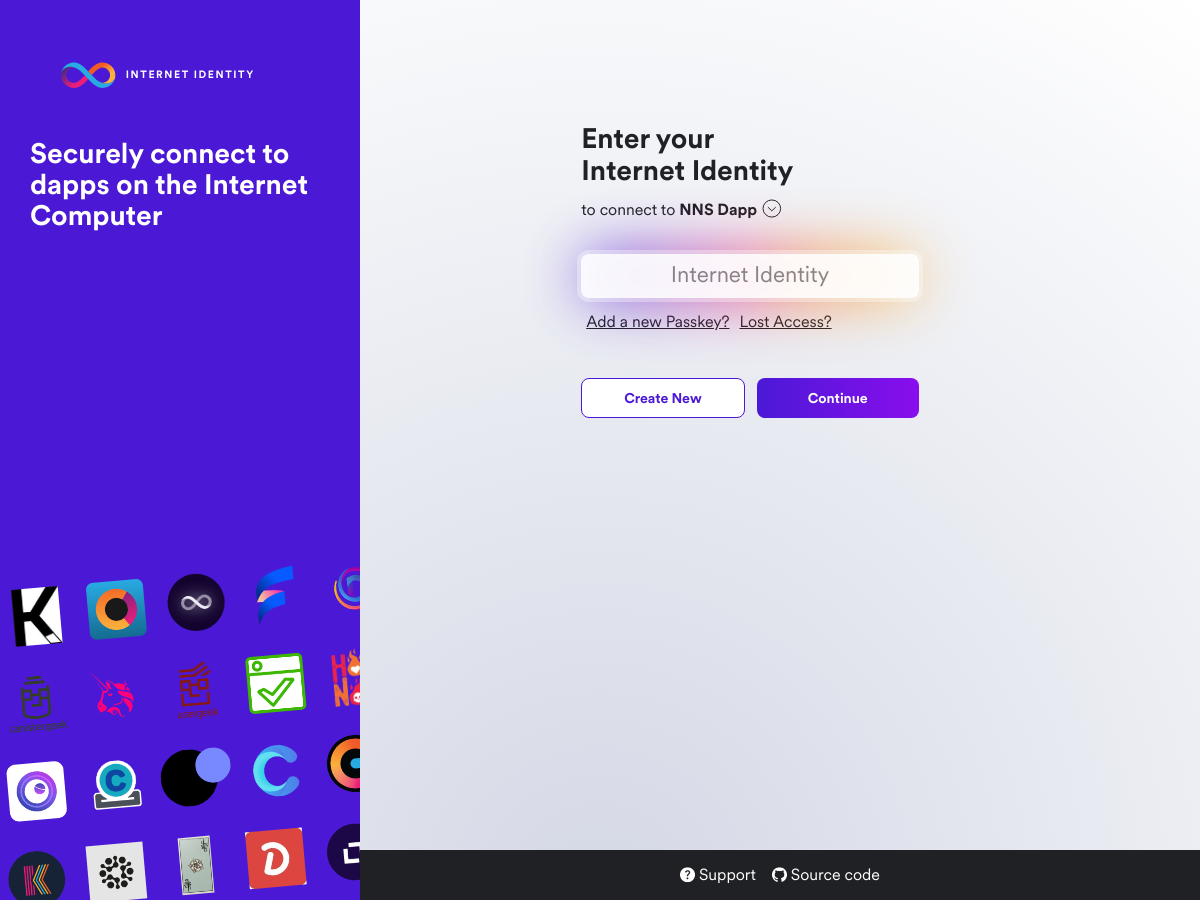 INTERNET IDENTITY
Securely connect to
dapps on the Internet
Computer
Enter your
Internet Identity
to connect to NNS Dapp
Internet Identity
Add a new Passkey? Lost Access?
Create New Continue
Support Source code